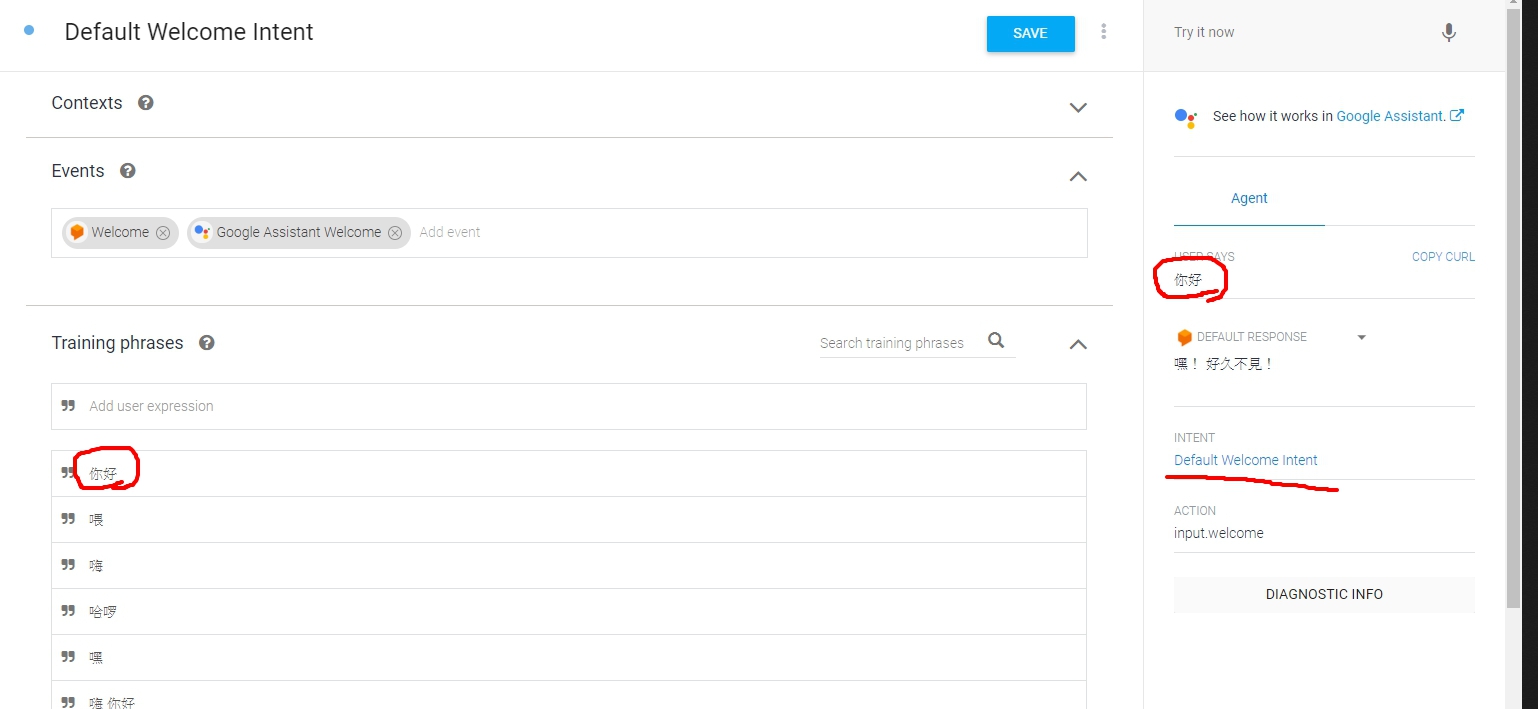 Default Welcome Intent
SAVE
Contexts
Events
Welcome
Google Assistant Welcome
Add event
Training phrases
Search training phrases
Add user expression
你好
喂
嗨
哈啰
嘿
嗨 你好
Try it now
See how it works in Google Assistant.
Agent
USER SAYS
COPY CURL
你好
DEFAULT RESPONSE
嘿！ 好久不見！
INTENT
Default Welcome Intent
ACTION
input.welcome
DIAGNOSTIC INFO